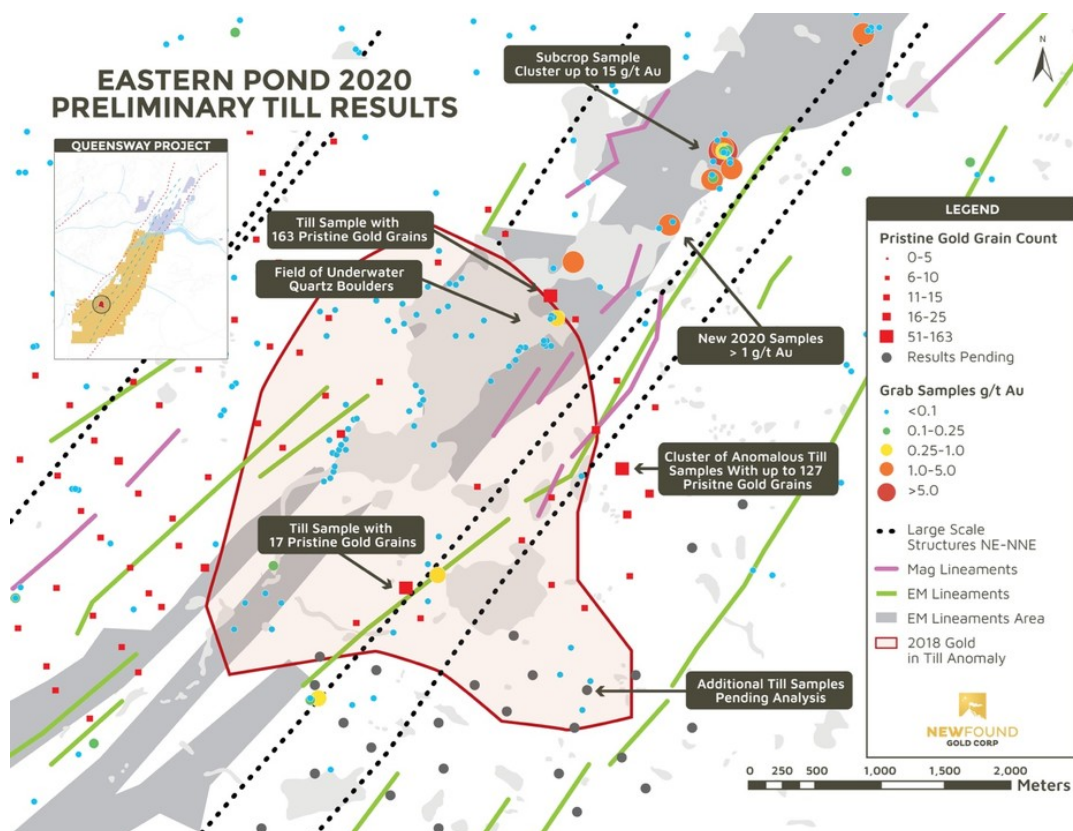 EASTERN POND 2020
PRELIMINARY TILL RESULTS
QUEENSWAY PROJECT
Subcrop Sample
Cluster up to 15 g/t Au
N
Till Sample with
163 Pristine Gold Grains
Field of Underwater
Quartz Boulders
New 2020 Samples
> 1 g/t Au
Cluster of Anomalous Till
Samples With up to 127
Prisitne Gold Grains
Till Sample with
17 Pristine Gold Grains
Additional Till Samples
Pending Analysis
LEGEND
Pristine Gold Grain Count
0-5
6-10
11-15
16-25
51-163
Results Pending
Grab Samples g/t Au
<0.1
0.1-0.25
0.25-1.0
1.0-5.0
>5.0
Large Scale
Structures NE-NNE
Mag Lineaments
EM Lineaments
EM Lineaments Area
2018 Gold
in Till Anomaly
NEWFOUND
GOLD CORP
0 250 500 1,000 1,500 2,000
Meters